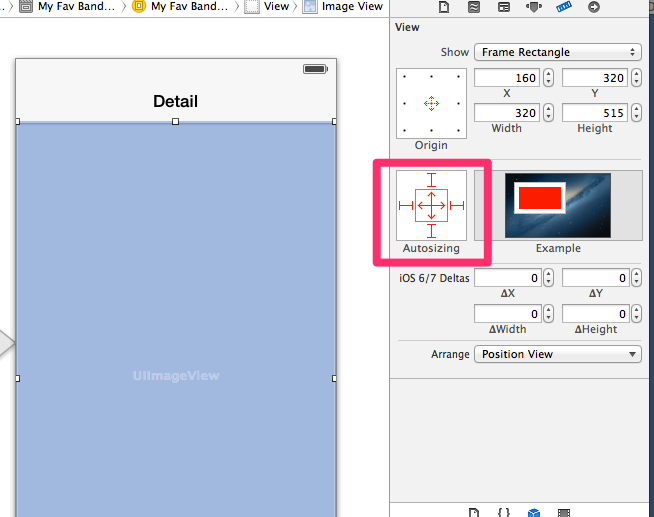 My Fav Band... My Fav Band... View Image View
View
Show Frame Rectangle
160 320
X Y
320 515
Origin Width Height
Detail
Autosizing Example
iOS 6/7 Deltas 0 0
ΔX ΔY
0 0
ΔWidth ΔHeight
Arrange Position View
UIImageView